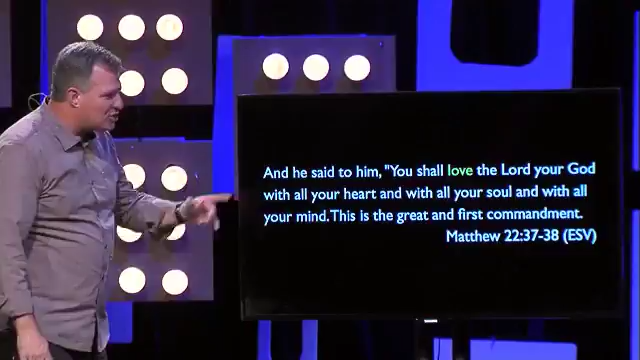 And he said to him, "You shall love the Lord your God
with all your heart and with all your soul and with all
your mind.This is the great and first commandment.
Matthew 22:37-38 (ESV)